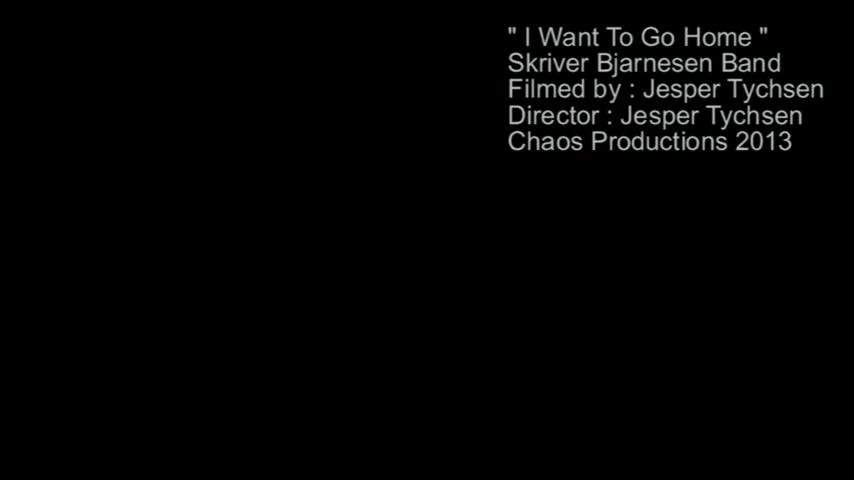 " I Want To Go Home "
Skriver Bjarnesen Band
Filmed by : Jesper Tychsen
Director : Jesper Tychsen
Chaos Productions 2013